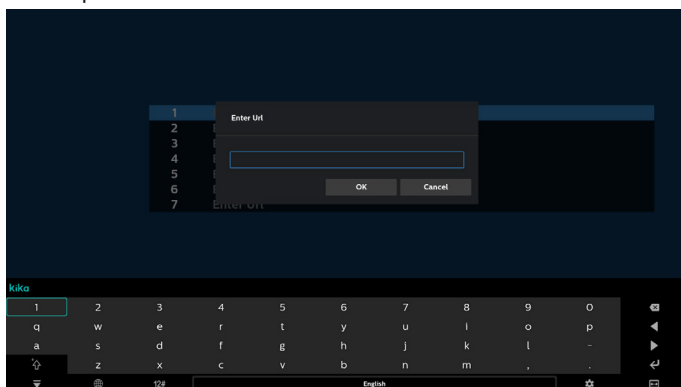 Enter Url
1
2
3
4
5
6
OK Cancel
7 Enter Url
kika
1 2 3 4 5 6 7 8 9 0
q w e r t y u i o p
a s d f g h j k l -
z x c v b n m , .
12# English